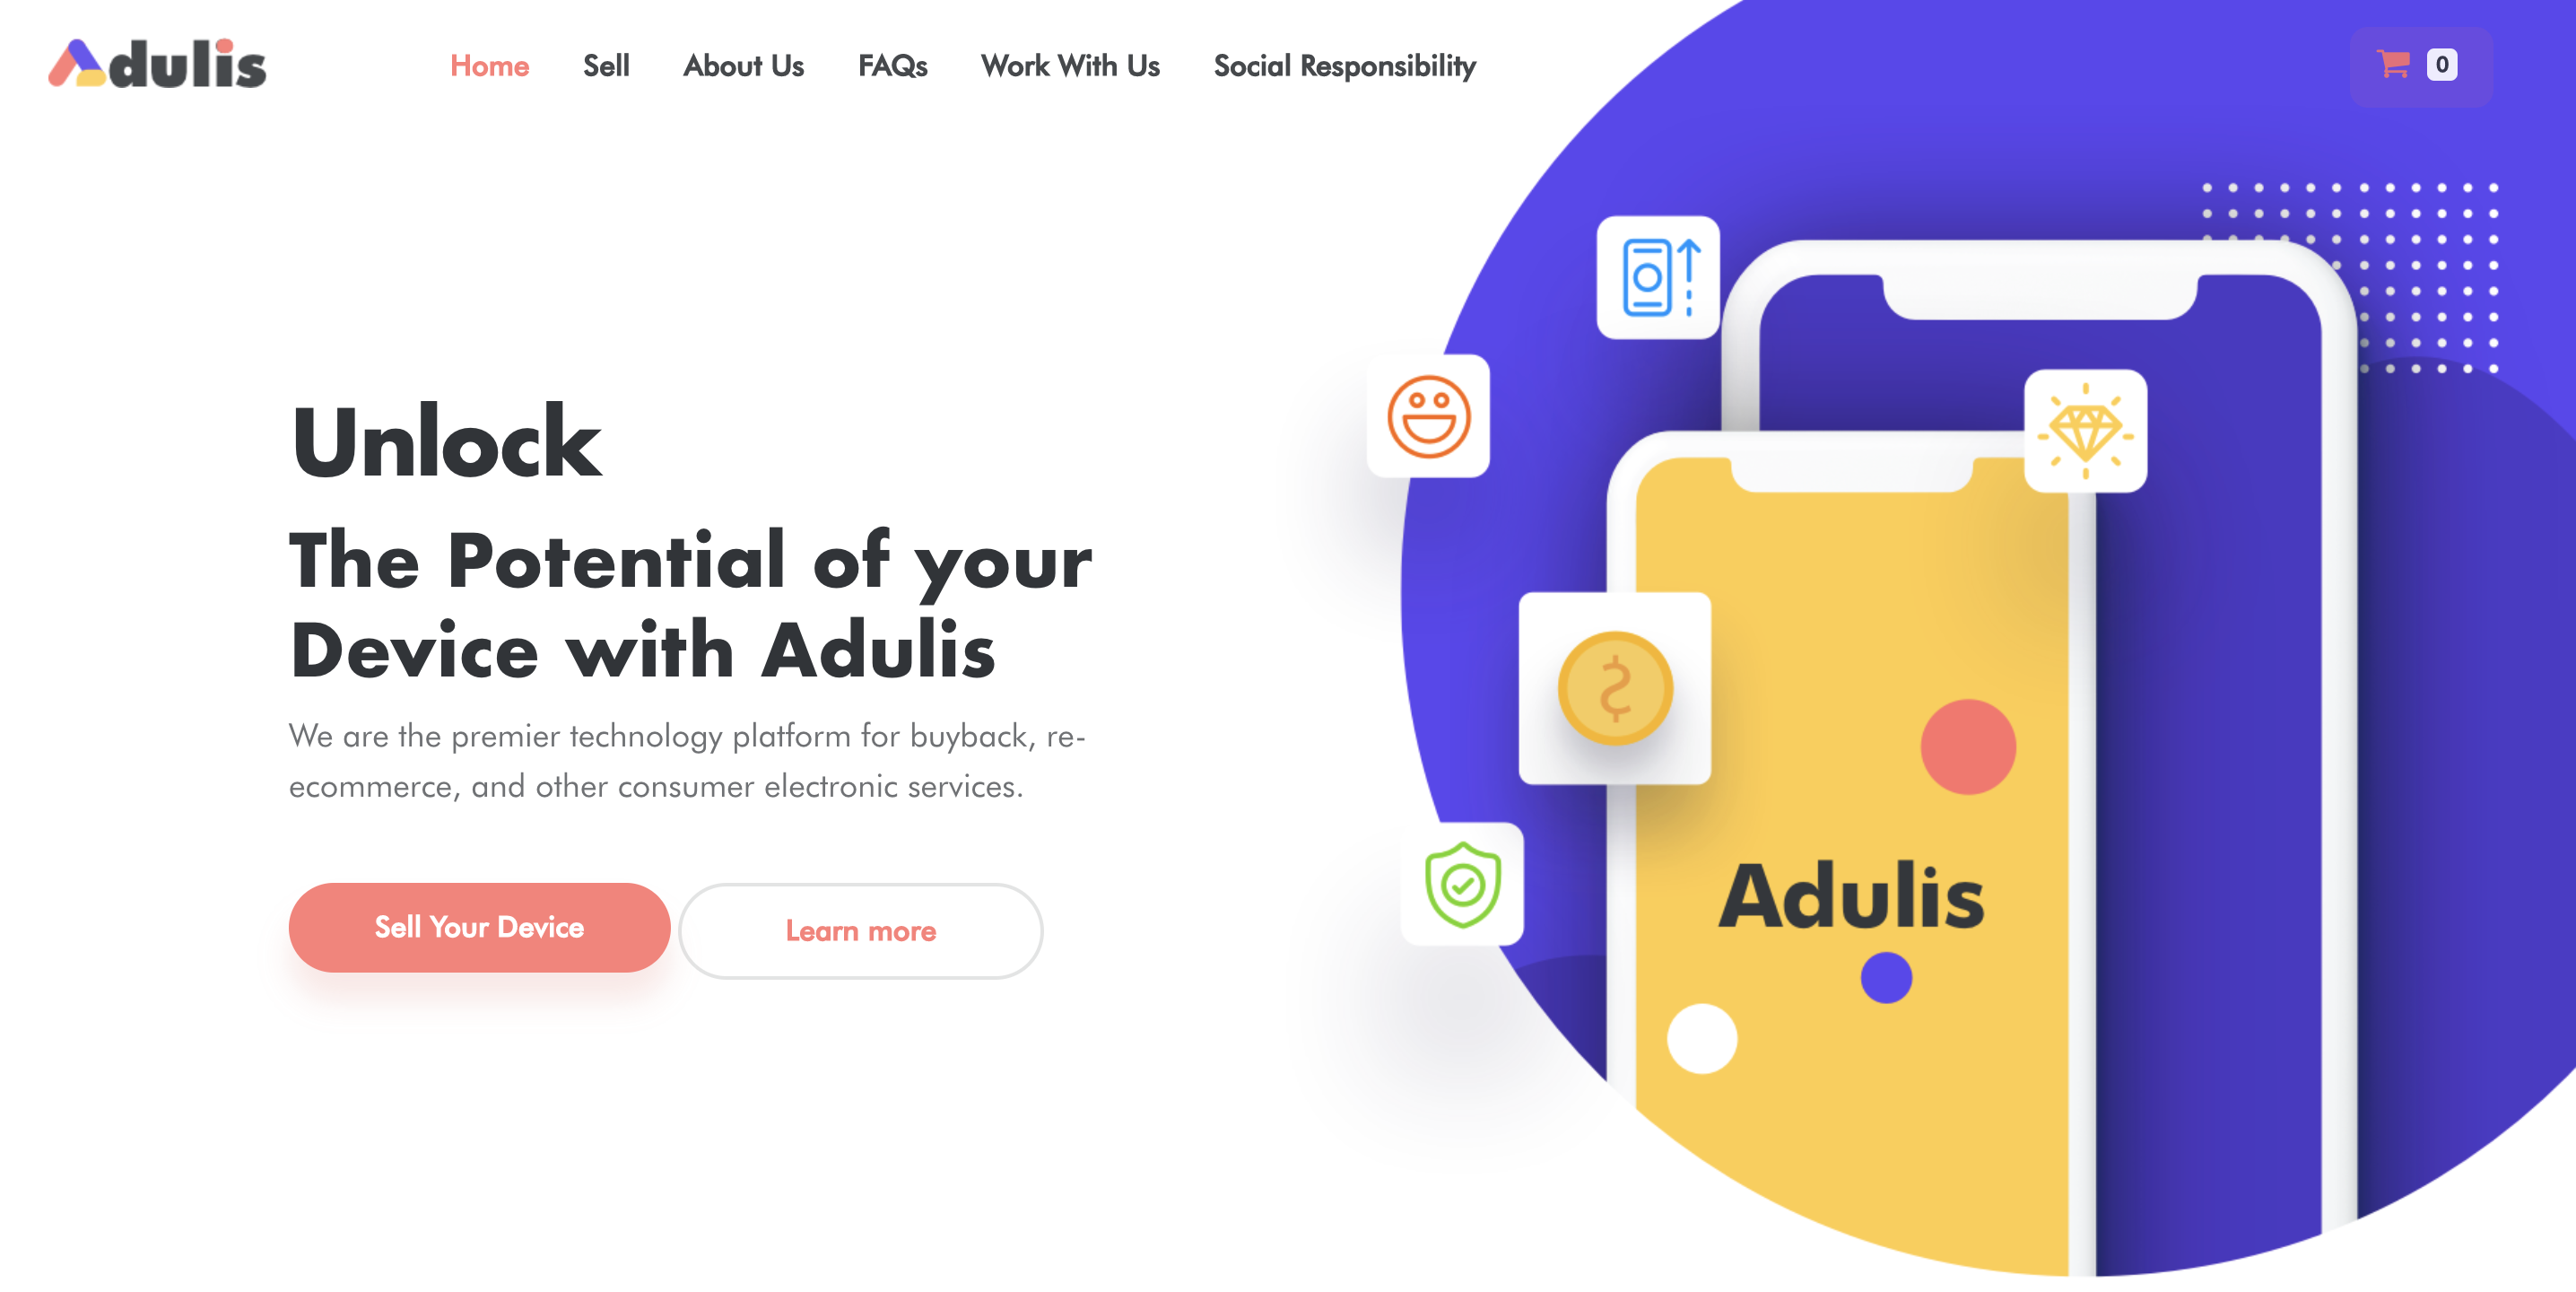 Adulis
Home Sell About Us FAQs Work With Us Social Responsibility
0
Unlock
The Potential of your
Device with Adulis
We are the premier technology platform for buyback, re-
ecommerce, and other consumer electronic services.
Sell Your Device
Learn more
Adulis